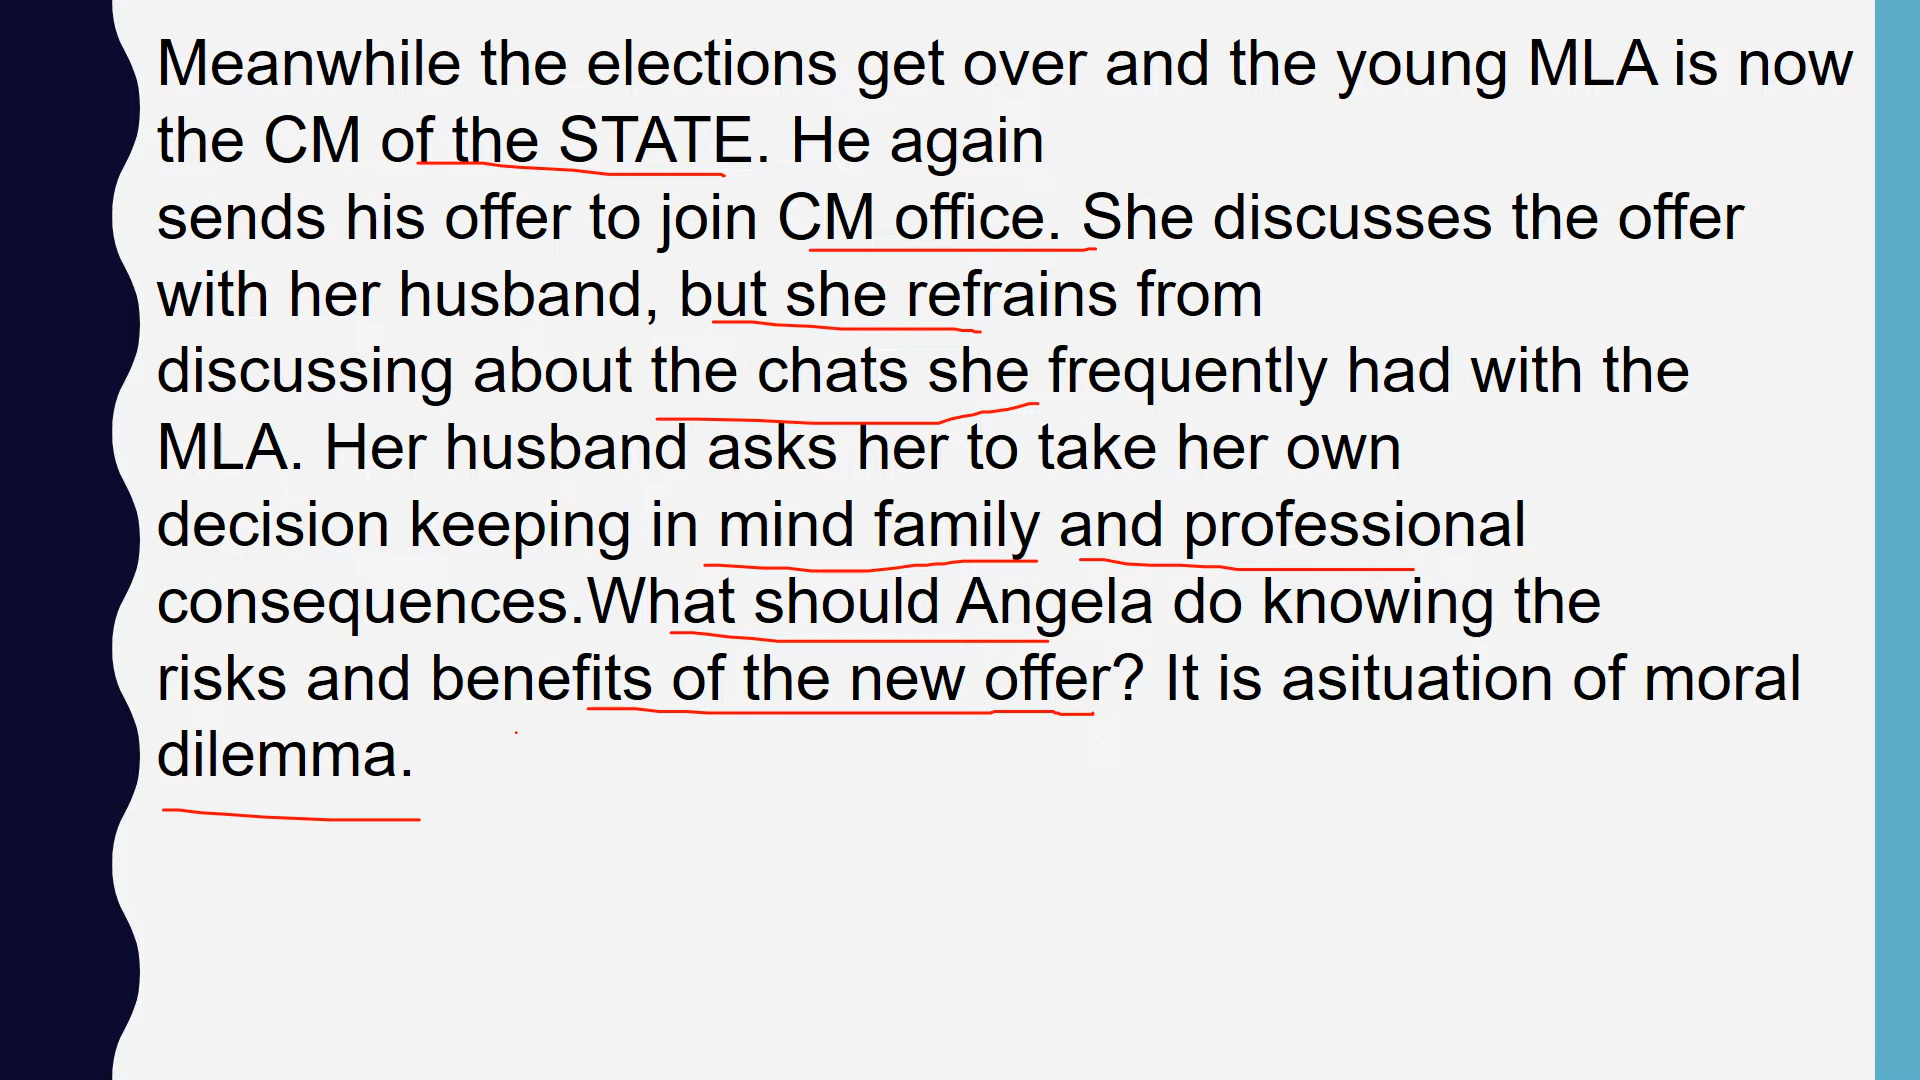 Meanwhile the elections get over and the young MLA is now
the CM of the STATE. He again
sends his offer to join CM office. She discusses the offer
with her husband, but she refrains from
discussing about the chats she frequently had with the
MLA. Her husband asks her to take her own
decision keeping in mind family and professional
consequences.What should Angela do knowing the
risks and benefits of the new offer? It is asituation of moral
dilemma.